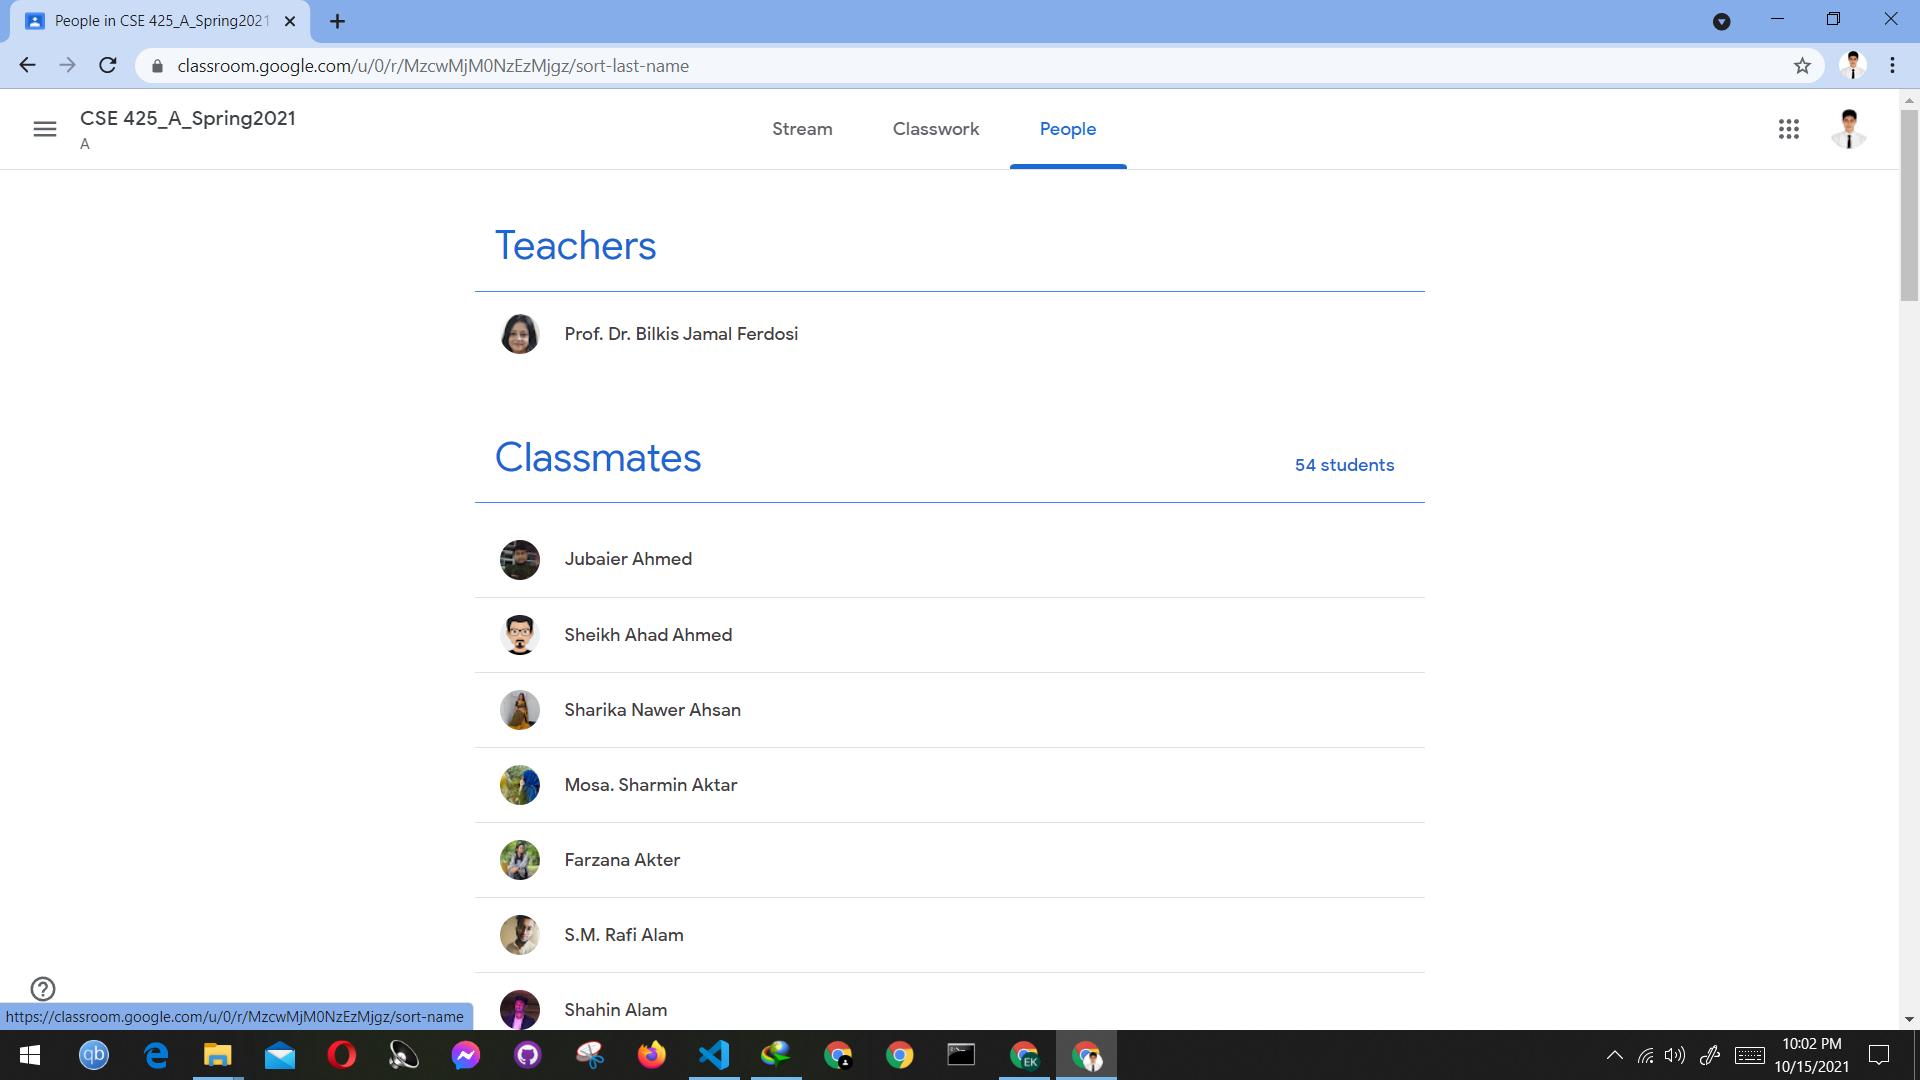 People in CSE 425_A_Spring2021
classroom.google.com/u/0/r/MzcwMjM0NzEzMjgz/sort-last-name
CSE 425_A_Spring2021
A
Stream
Classwork
People
Teachers
Prof. Dr. Bilkis Jamal Ferdosi
Classmates
54 students
Jubaier Ahmed
Sheikh Ahad Ahmed
Sharika Nawer Ahsan
Mosa. Sharmin Aktar
Farzana Akter
S.M. Rafi Alam
Shahin Alam
https://classroom.google.com/u/0/r/MzcwMjM0NzEzMjgz/sort-name
qb
EK
10:02 PM
10/15/2021